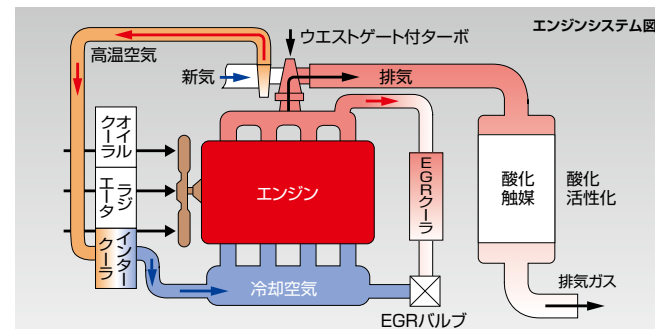 エンジンシステム図
ウエストゲート付ターボ
高温空気
新気
排気
オイル
クーラ
ラジ
エータ
インター
クーラ
エンジン
EGRクーラ
酸化
触媒
酸化
活性化
冷却空気
排気ガス
EGRバルブ